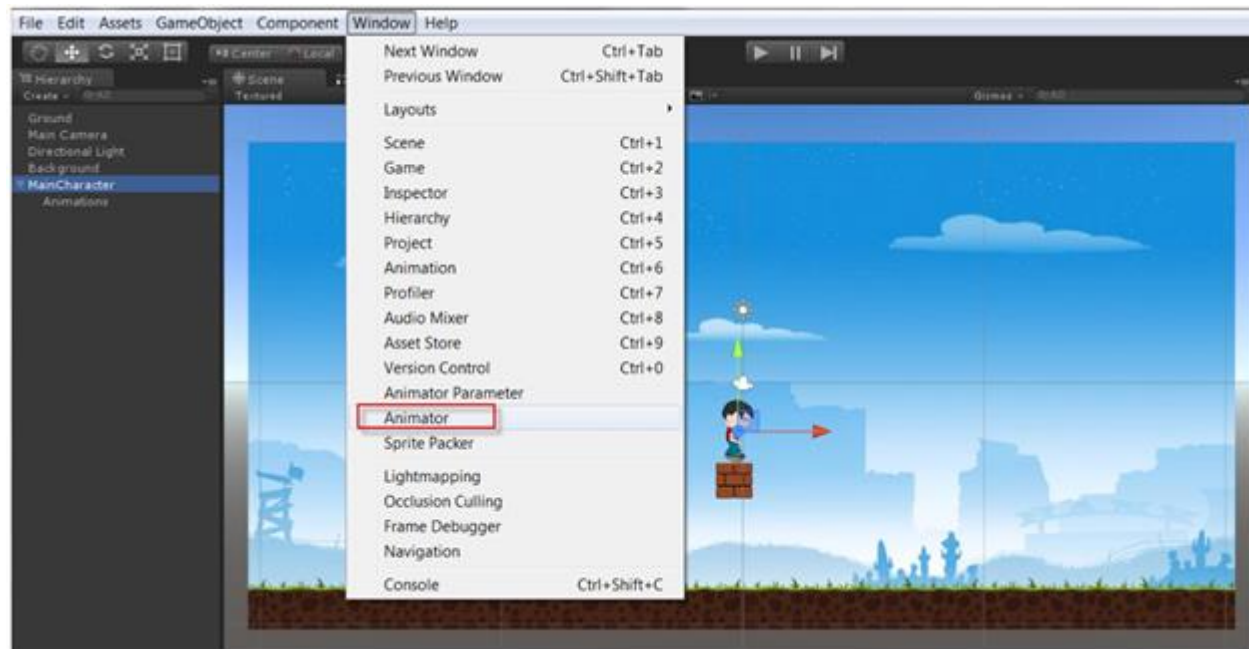 File Edit Assets GameObject Component Window Help
Center Local
Hierarchy
Scene
Create
Textured
Gizmos
Ground
Main Camera
Directional Light
Background
MainCharacter
Animations
Next Window Ctrl+Tab
Previous Window Ctrl+Shift+Tab
Layouts
Scene Ctrl+1
Game Ctrl+2
Inspector Ctrl+3
Hierarchy Ctrl+4
Project Ctrl+5
Animation Ctrl+6
Profiler Ctrl+7
Audio Mixer Ctrl+8
Asset Store Ctrl+9
Version Control Ctrl+0
Animator Parameter
Animator
Sprite Packer
Lightmapping
Occlusion Culling
Frame Debugger
Navigation
Console Ctrl+Shift+C